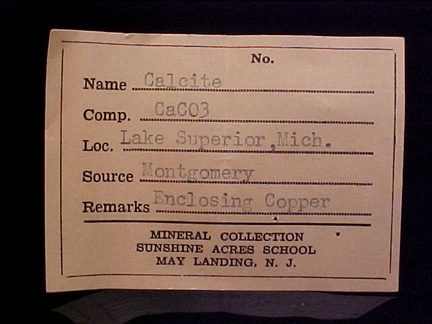 No.
Name Calcite
Comp. CaCO3
Loc. Lake Superior,Mich.
Source Montgomery
Remarks Enclosing Copper
MINERAL COLLECTION
SUNSHINE ACRES SCHOOL
MAY LANDING, N. J.